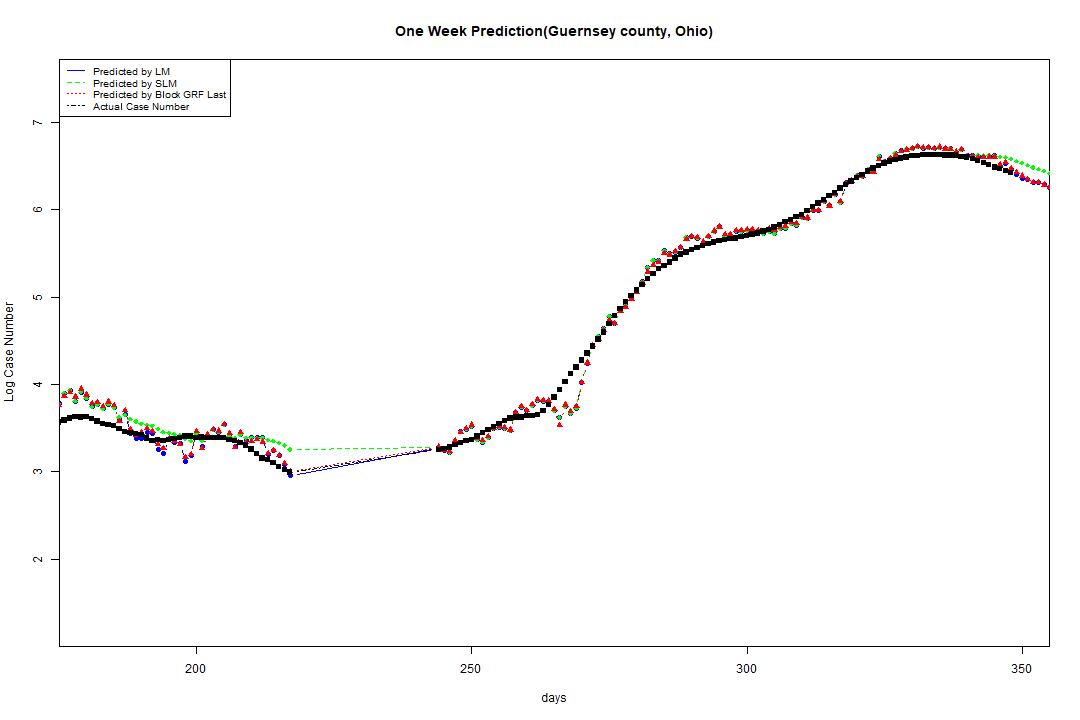 One Week Prediction(Guernsey county, Ohio)
Predicted by LM
Predicted by SLM
Predicted by Block GRF Last
Actual Case Number
7
6
5
4
3
2
Log Case Number
200 250 300 350
days